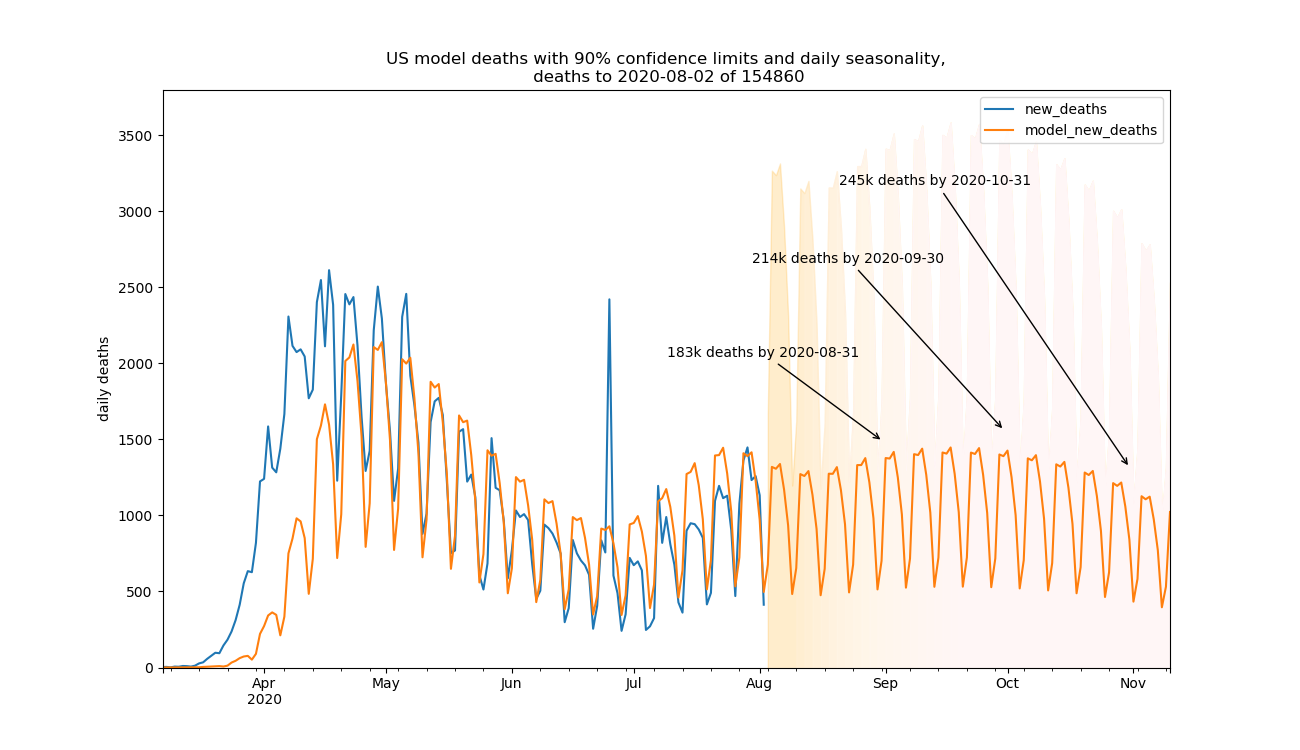 US model deaths with 90% confidence limits and daily seasonality,
deaths to 2020-08-02 of 154860
new_deaths
model_new_deaths
3500
3000
2500
2000
1500
1000
500
0
daily deaths
245k deaths by 2020-10-31
214k deaths by 2020-09-30
183k deaths by 2020-08-31
Apr May Jun Jul Aug Sep Oct Nov
2020